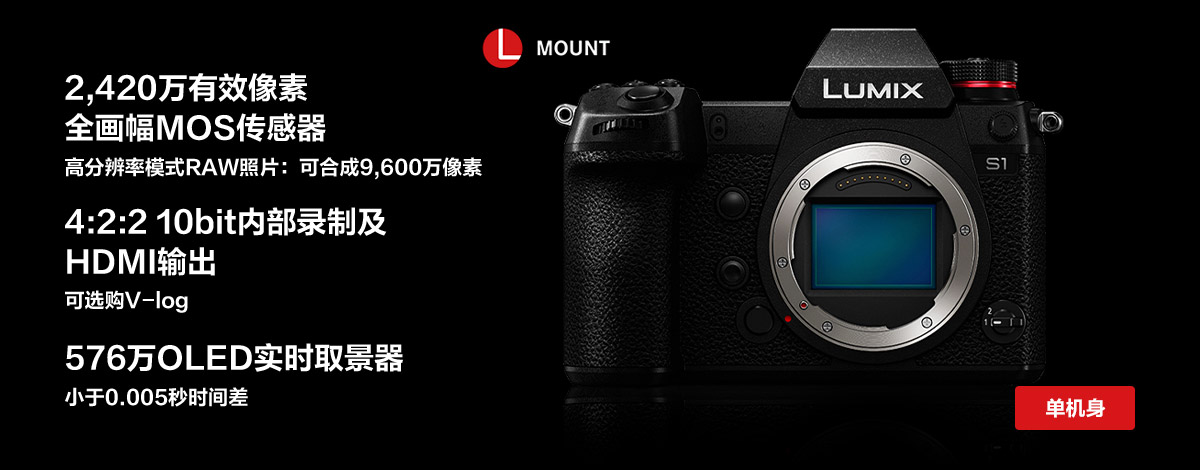 L MOUNT
2,420万有效像素
全画幅MOS传感器
高分辨率模式RAW照片：可合成9,600万像素
4:2:2 10bit内部录制及
HDMI输出
可选购V-log
576万OLED实时取景器
小于0.005秒时间差
LUMIX
S1
2
1
单机身